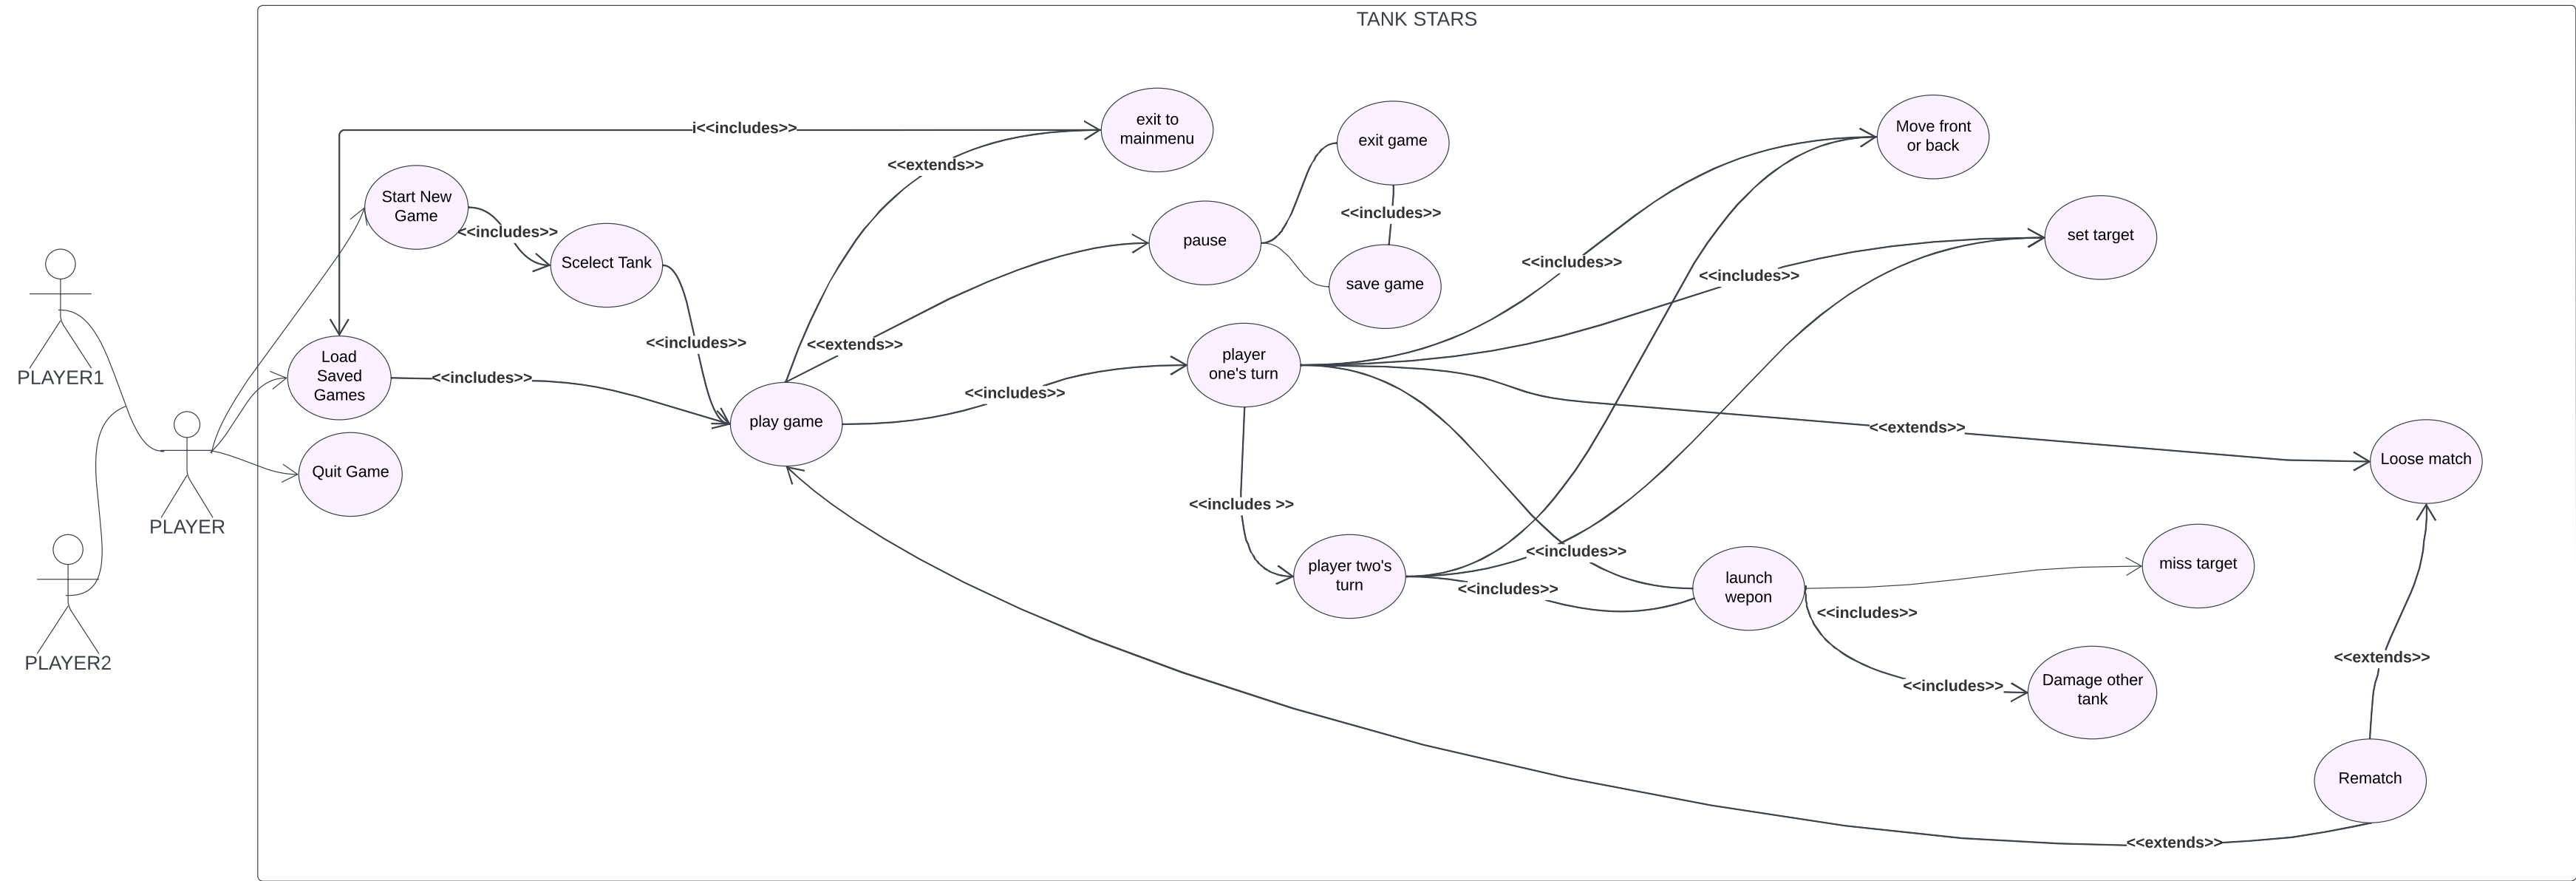 TANK STARS
exit to
mainmenu
i<<includes>>
exit game
Move front
or back
<<extends>>
Start New
Game
<<includes>>
<<includes>>
pause
set target
Scelect Tank
<<includes>>
<<includes>>
save game
<<includes>>
<<extends>>
player
one's turn
Load
Saved
Games
PLAYER1
<<includes>>
<<includes>>
play game
<<extends>>
Loose match
Quit Game
<<includes >>
PLAYER
<<includes>>
miss target
player two's
turn
launch
wepon
<<includes>>
<<includes>>
PLAYER2
<<extends>>
<<includes>>
Damage other
tank
Rematch
<<extends>>